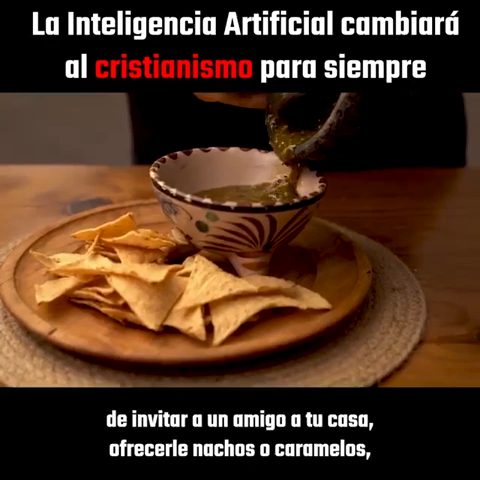 La Inteligencia Artificial cambiará
al cristianismo para siempre
de invitar a un amigo a tu casa,
ofrecerle nachos o caramelos,